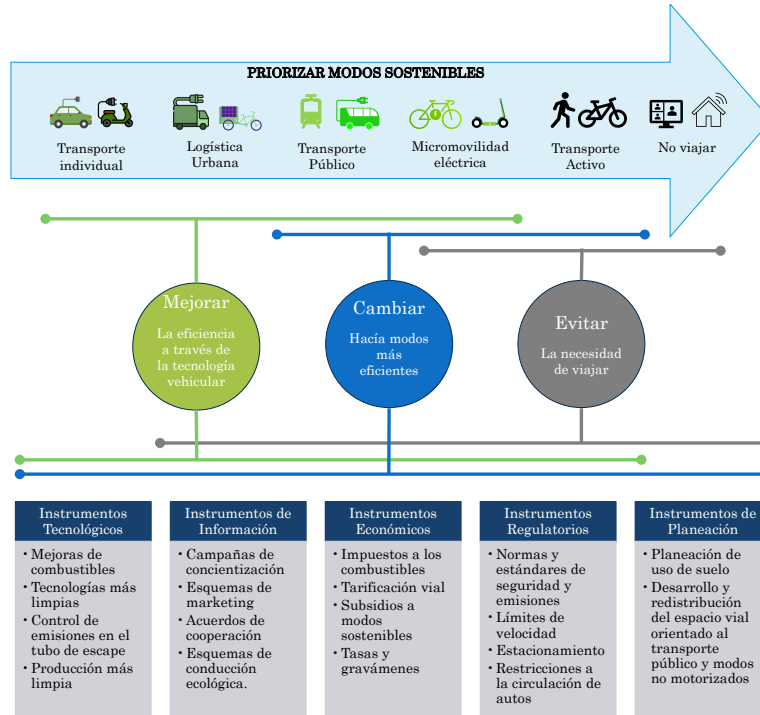 PRIORIZAR MODOS SOSTENIBLES
Transporte
individual
Logística
Urbana
Transporte
Público
Micromovilidad
eléctrica
Transporte
Activo
No viajar
Mejorar
La eficiencia
a través de
la tecnología
vehicular
Cambiar
Hacía modos
más
eficientes
Evitar
La necesidad
de viajar
Instrumentos
Tecnológicos
• Mejoras de
combustibles
• Tecnologías más
limpias
• Control de
emisiones en el
tubo de escape
• Producción más
limpia
Instrumentos de
Información
• Campañas de
concientización
• Esquemas de
marketing
• Acuerdos de
cooperación
• Esquemas de
conducción
ecológica.
Instrumentos
Económicos
• Impuestos a los
combustibles
• Tarificación vial
• Subsidios a
modos
sostenibles
• Tasas y
gravámenes
Instrumentos
Regulatorios
• Normas y
estándares de
seguridad y
emisiones
• Límites de
velocidad
• Estacionamiento
• Restricciones a
la circulación de
autos
Instrumentos de
Planeación
• Planeación de
uso de suelo
• Desarrollo y
redistribución
del espacio vial
orientado al
transporte
público y modos
no motorizados